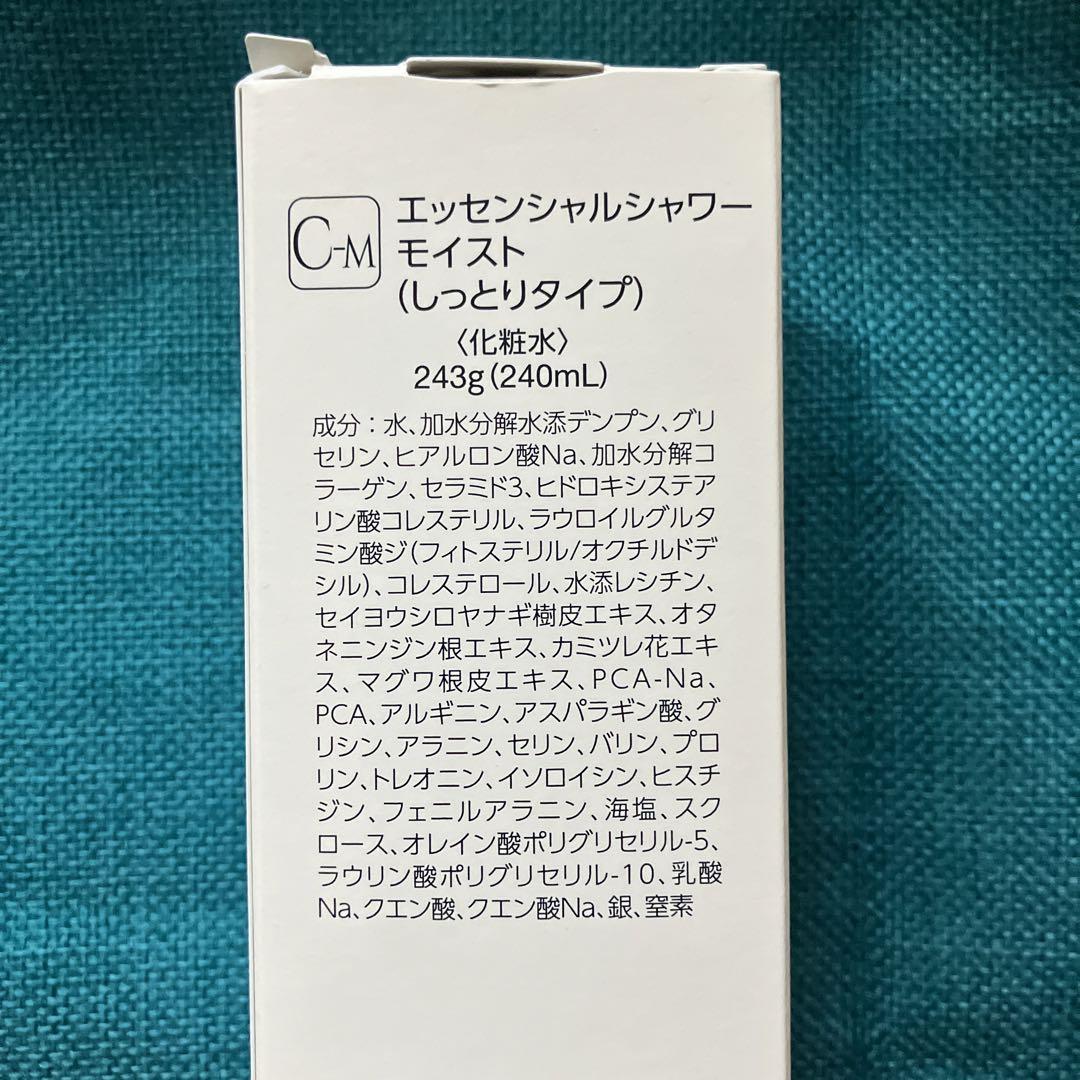 C-M
エッセンシャルシャワー
モイスト
(しっとりタイプ)
〈化粧水〉
243g(240mL)
成分：水、加水分解水添デンプン、グリ
セリン、ヒアルロン酸Na、加水分解コ
ラーゲン、セラミド3、ヒドロキシステア
リン酸コレステリル、ラウロイルグルタ
ミン酸ジ(フィトステリル/オクチルドデ
シル)、コレステロール、水添レシチン、
セイヨウシロヤナギ樹皮エキス、オタ
ネニンジン根エキス、カミツレ花エキ
ス、マグワ根皮エキス、PCA-Na、
PCA、アルギニン、アスパラギン酸、グ
リシン、アラニン、セリン、バリン、プロ
リン、トレオニン、イソロイシン、ヒスチ
ジン、フェニルアラニン、海塩、スク
ロース、オレイン酸ポリグリセリル-5、
ラウリン酸ポリグリセリル-10、乳酸
Na、クエン酸、クエン酸Na、銀、窒素